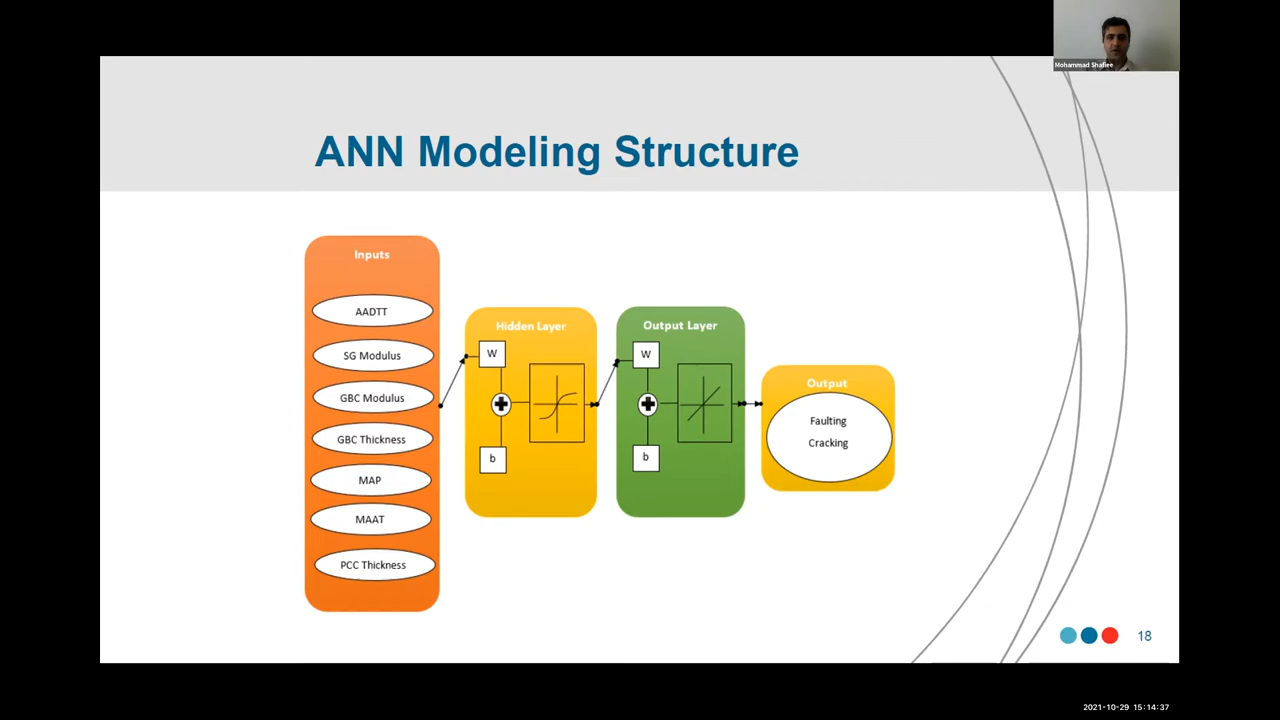 Mohammad Shafiee
ANN Modeling Structure
Inputs
AADTT
SG Modulus
GBC Modulus
GBC Thickness
MAP
MAAT
PCC Thickness
Hidden Layer
W
b
Output Layer
W
b
Output
Faulting
Cracking
18
2021-10-29 15:14:37